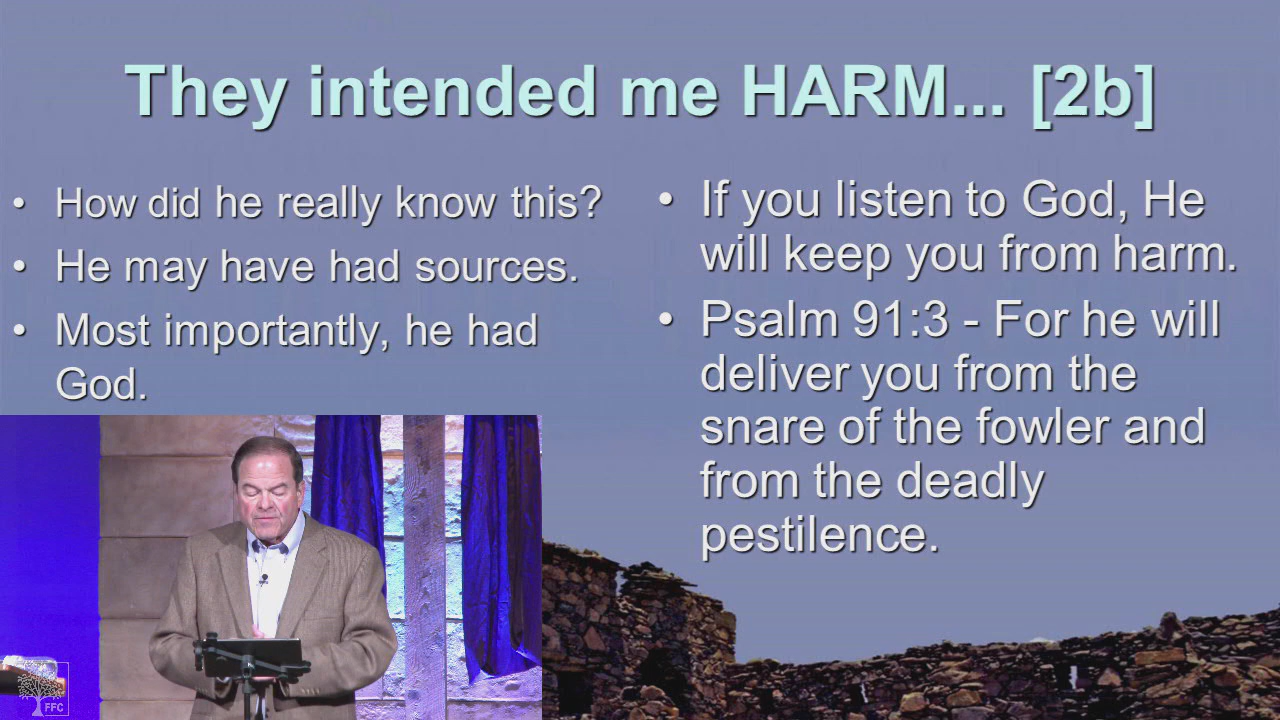 They intended me HARM... [2b]
• How did he really know this?
• He may have had sources.
• Most importantly, he had
God.
• If you listen to God, He
will keep you from harm.
• Psalm 91:3 - For he will
deliver you from the
snare of the fowler and
from the deadly
pestilence.
FFC